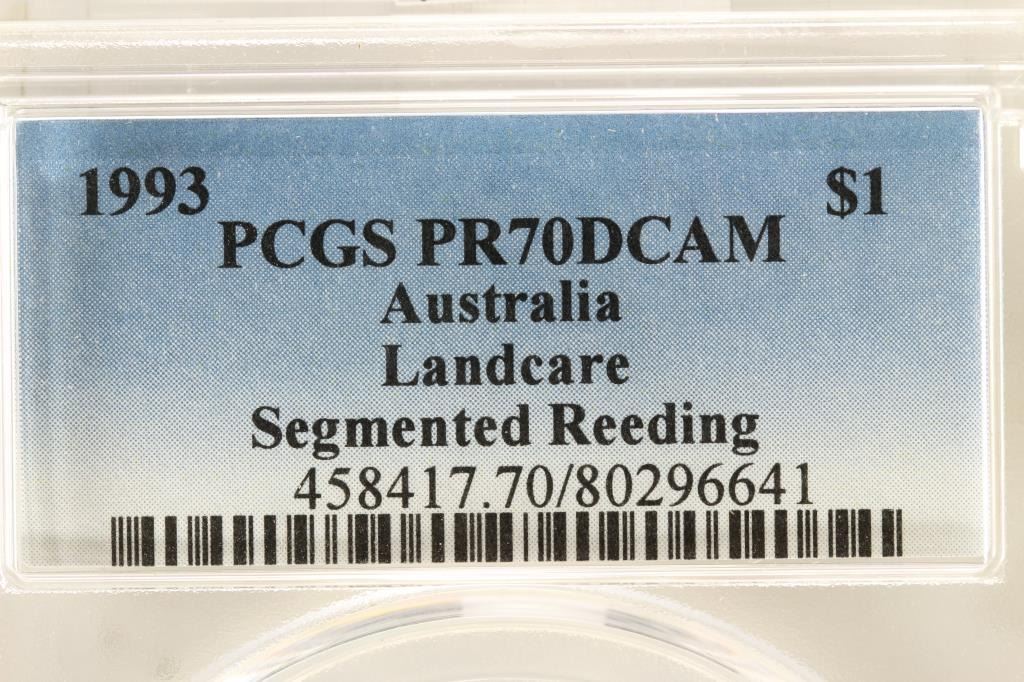 1993 $1
PCGS PR70DCAM
Australia
Landcare
Segmented Reeding
458417.70/80296641